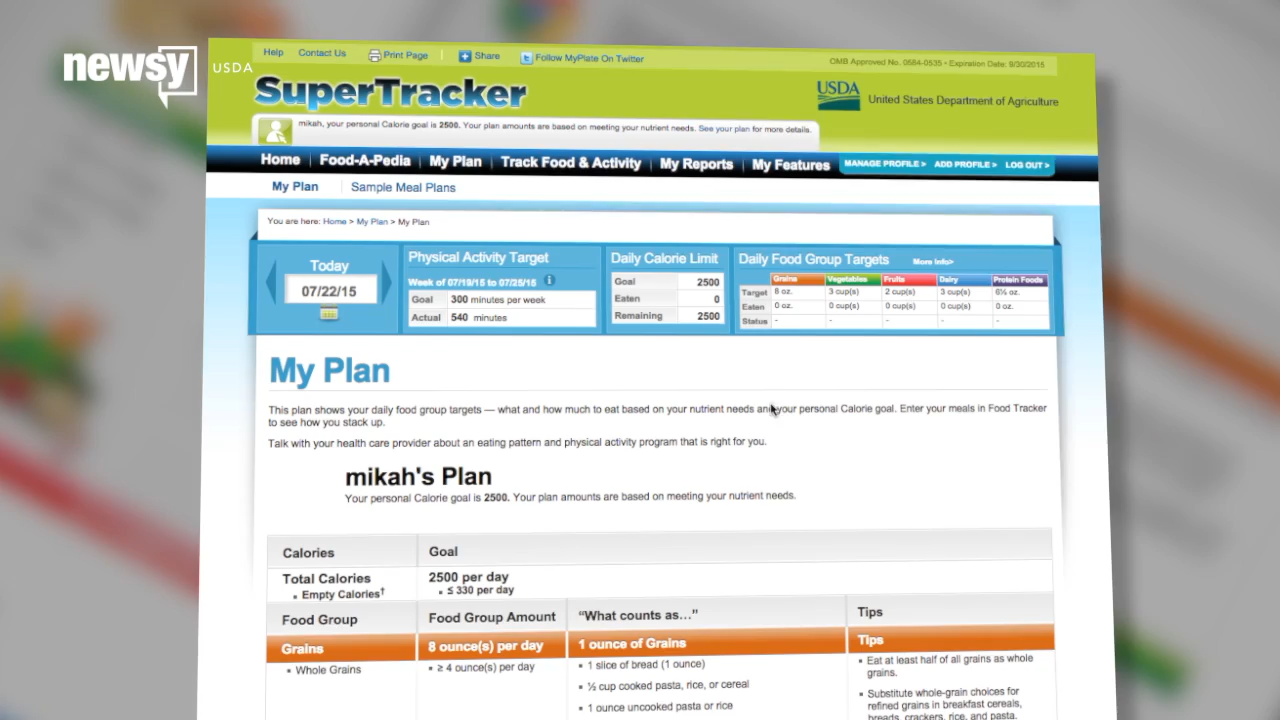 newsy
USDA
Help Contact Us Print Page Share Follow MyPlate On Twitter
OMB Approved No. 0584-0535 • Expiration Date: 9/30/2015
SuperTracker
USDA United States Department of Agriculture
mikah, your personal Calorie goal is 2500. Your plan amounts are based on meeting your nutrient needs. See your plan for more details.
Home Food-A-Pedia My Plan Track Food & Activity My Reports My Features MANAGE PROFILE > ADD PROFILE > LOG OUT >
My Plan Sample Meal Plans
You are here: Home > My Plan > My Plan
Today
07/22/15
Physical Activity Target
Week of 07/19/15 to 07/25/15
Goal 300 minutes per week
Actual 540 minutes
Daily Calorie Limit
Goal 2500
Eaten 0
Remaining 2500
Daily Food Group Targets More Info>
Grains Vegetables Fruits Dairy Protein Foods
Target 8 oz. 3 cup(s) 2 cup(s) 3 cup(s) 6½ oz.
Eaten 0 oz. 0 cup(s) 0 cup(s) 0 cup(s) 0 oz.
Status - - - - -
My Plan
This plan shows your daily food group targets — what and how much to eat based on your nutrient needs and your personal Calorie goal. Enter your meals in Food Tracker
to see how you stack up.
Talk with your health care provider about an eating pattern and physical activity program that is right for you.
mikah's Plan
Your personal Calorie goal is 2500. Your plan amounts are based on meeting your nutrient needs.
Calories Goal
Total Calories 2500 per day
▪ Empty Calories† ▪ ≤ 330 per day
Food Group Food Group Amount “What counts as…” Tips
Grains 8 ounce(s) per day 1 ounce of Grains Tips
▪ Whole Grains ▪ ≥ 4 ounce(s) per day
▪ 1 slice of bread (1 ounce)
▪ ½ cup cooked pasta, rice, or cereal
▪ 1 ounce uncooked pasta or rice
▪ Eat at least half of all grains as whole
grains.
▪ Substitute whole-grain choices for
refined grains in breakfast cereals,
breads, crackers, rice, and pasta.